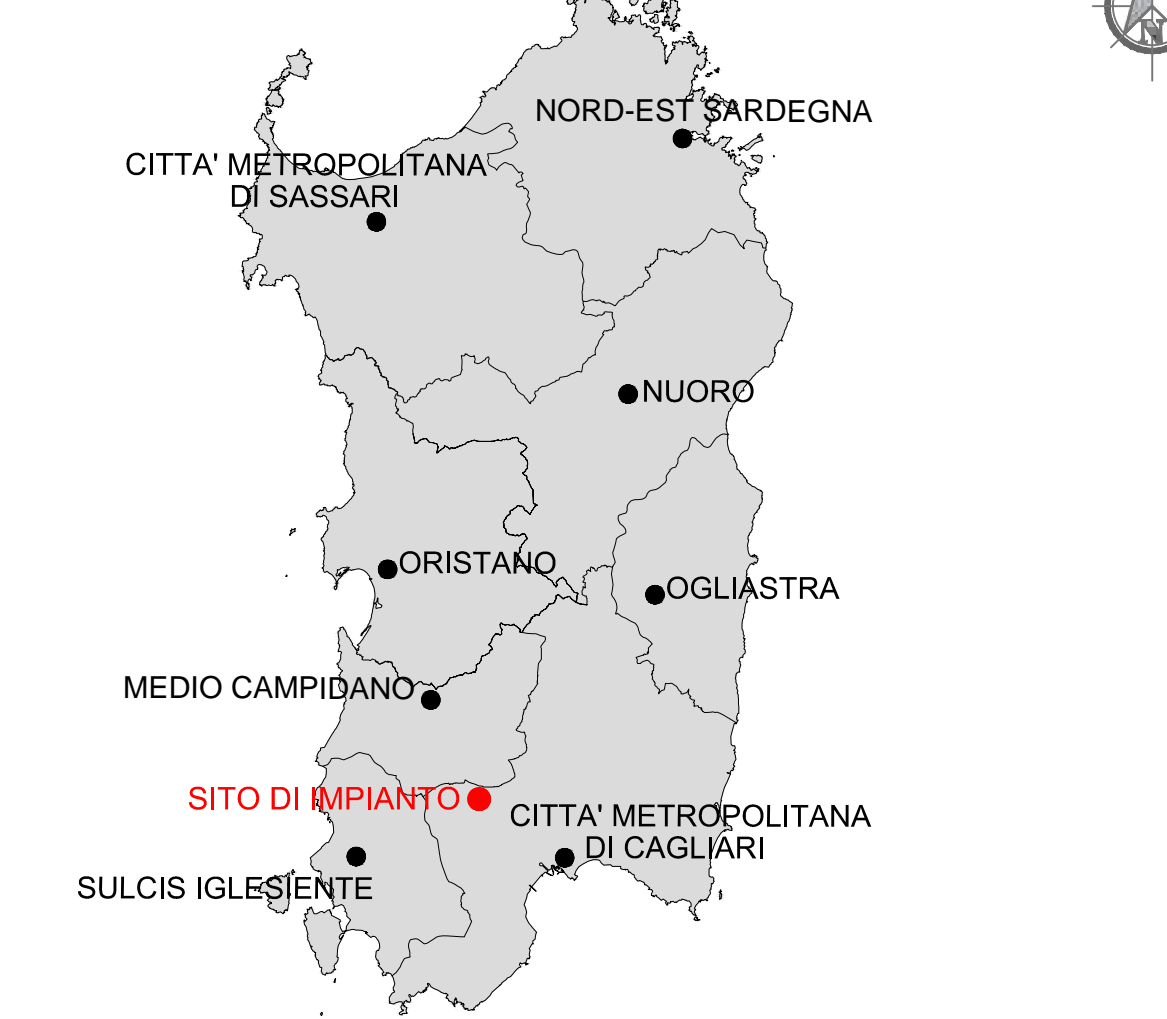 N
NORD-EST SARDEGNA
CITTA' METROPOLITANA
DI SASSARI
NUORO
ORISTANO
OGLIASTRA
MEDIO CAMPIDANO
SITO DI IMPIANTO
CITTA' METROPOLITANA
DI CAGLIARI
SULCIS IGLESIENTE